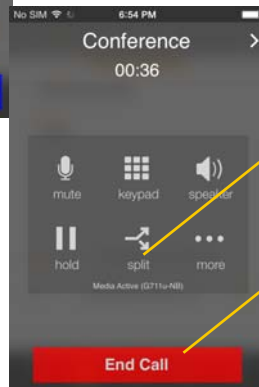 No SIM 6:54 PM
Conference
00:36
mute keypad speaker
hold split more
Media Active (G711u-NB)
End Call